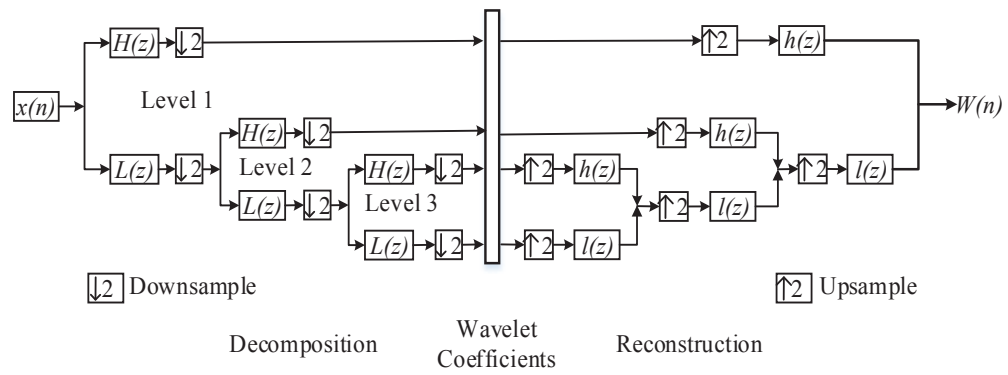 H(z) ↓2 ↑2 h(z)
x(n) Level 1 W(n)
H(z) ↓2 ↑2 h(z)
L(z) ↓2 Level 2 H(z) ↓2 ↑2 h(z) ↑2 l(z)
L(z) ↓2 Level 3 ↑2 l(z)
L(z) ↓2 ↑2 l(z)
↓2 Downsample ↑2 Upsample
Decomposition Wavelet Coefficients Reconstruction